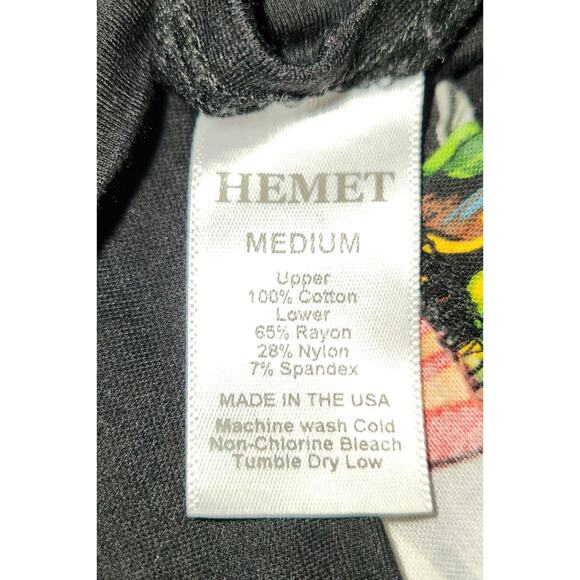 HEMET
MEDIUM
Upper
100% Cotton
Lower
65% Rayon
28% Nylon
7% Spandex
MADE IN THE USA
Machine wash Cold
Non-Chlorine Bleach
Tumble Dry Low